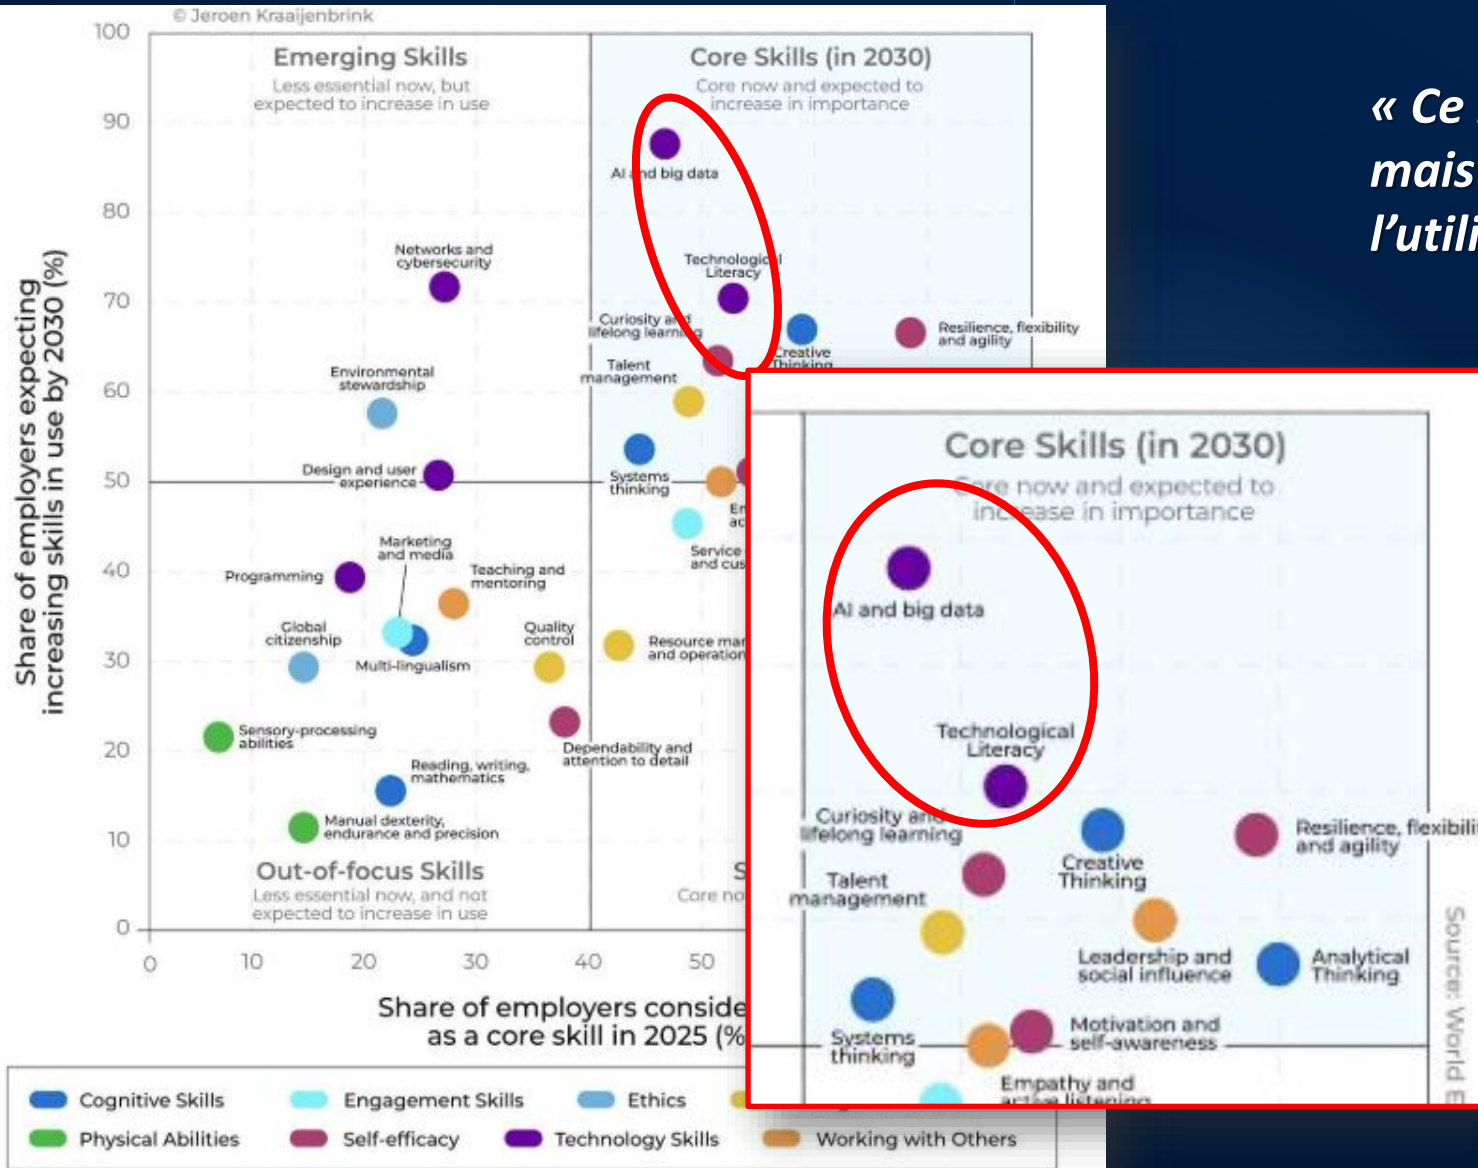 © Jeroen Kraaijenbrink
Share of employers expecting
increasing skills in use by 2030 (%)
100
90
80
70
60
50
40
30
20
10
0
0
10
20
30
40
50
Emerging Skills
Less essential now, but
expected to increase in use
Core Skills (in 2030)
Core now and expected to
increase in importance
AI and big data
Networks and
cybersecurity
Technological
Literacy
Curiosity and
lifelong learning
Creative
Thinking
Resilience, flexibility
and agility
Environmental
stewardship
Talent
management
Design and user
experience
Systems
thinking
Marketing
and media
Service
and cus
Programming
Teaching and
mentoring
Global
citizenship
Multi-lingualism
Quality
control
Resource mar
and operation
Sensory-processing
abilities
Dependability and
attention to detail
Reading, writing,
mathematics
Manual dexterity,
endurance and precision
Out-of-focus Skills
Less essential now, and not
expected to increase in use
Core no
Share of employers conside
as a core skill in 2025 (%
Cognitive Skills
Engagement Skills
Ethics
Physical Abilities
Self-efficacy
Technology Skills
Working with Others
« Ce
mais
l’utili
Core Skills (in 2030)
Core now and expected to
increase in importance
AI and big data
Technological
Literacy
Curiosity and
lifelong learning
Creative
Thinking
Resilience, flexibili
and agility
Talent
management
Leadership and
social influence
Analytical
Thinking
Systems
thinking
Motivation and
self-awareness
Empathy and
active listening
Source: World E